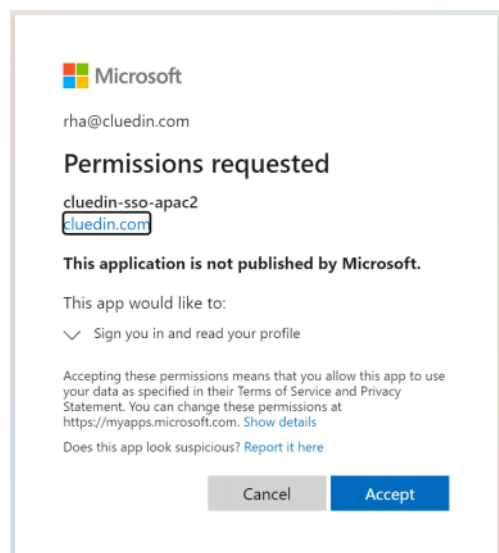 Microsoft
rha@cluedin.com
Permissions requested
cluedin-sso-apac2
cluedin.com
This application is not published by Microsoft.
This app would like to:
Sign you in and read your profile
Accepting these permissions means that you allow this app to use
your data as specified in their Terms of Service and Privacy
Statement. You can change these permissions at
https://myapps.microsoft.com. Show details
Does this app look suspicious? Report it here
Cancel Accept